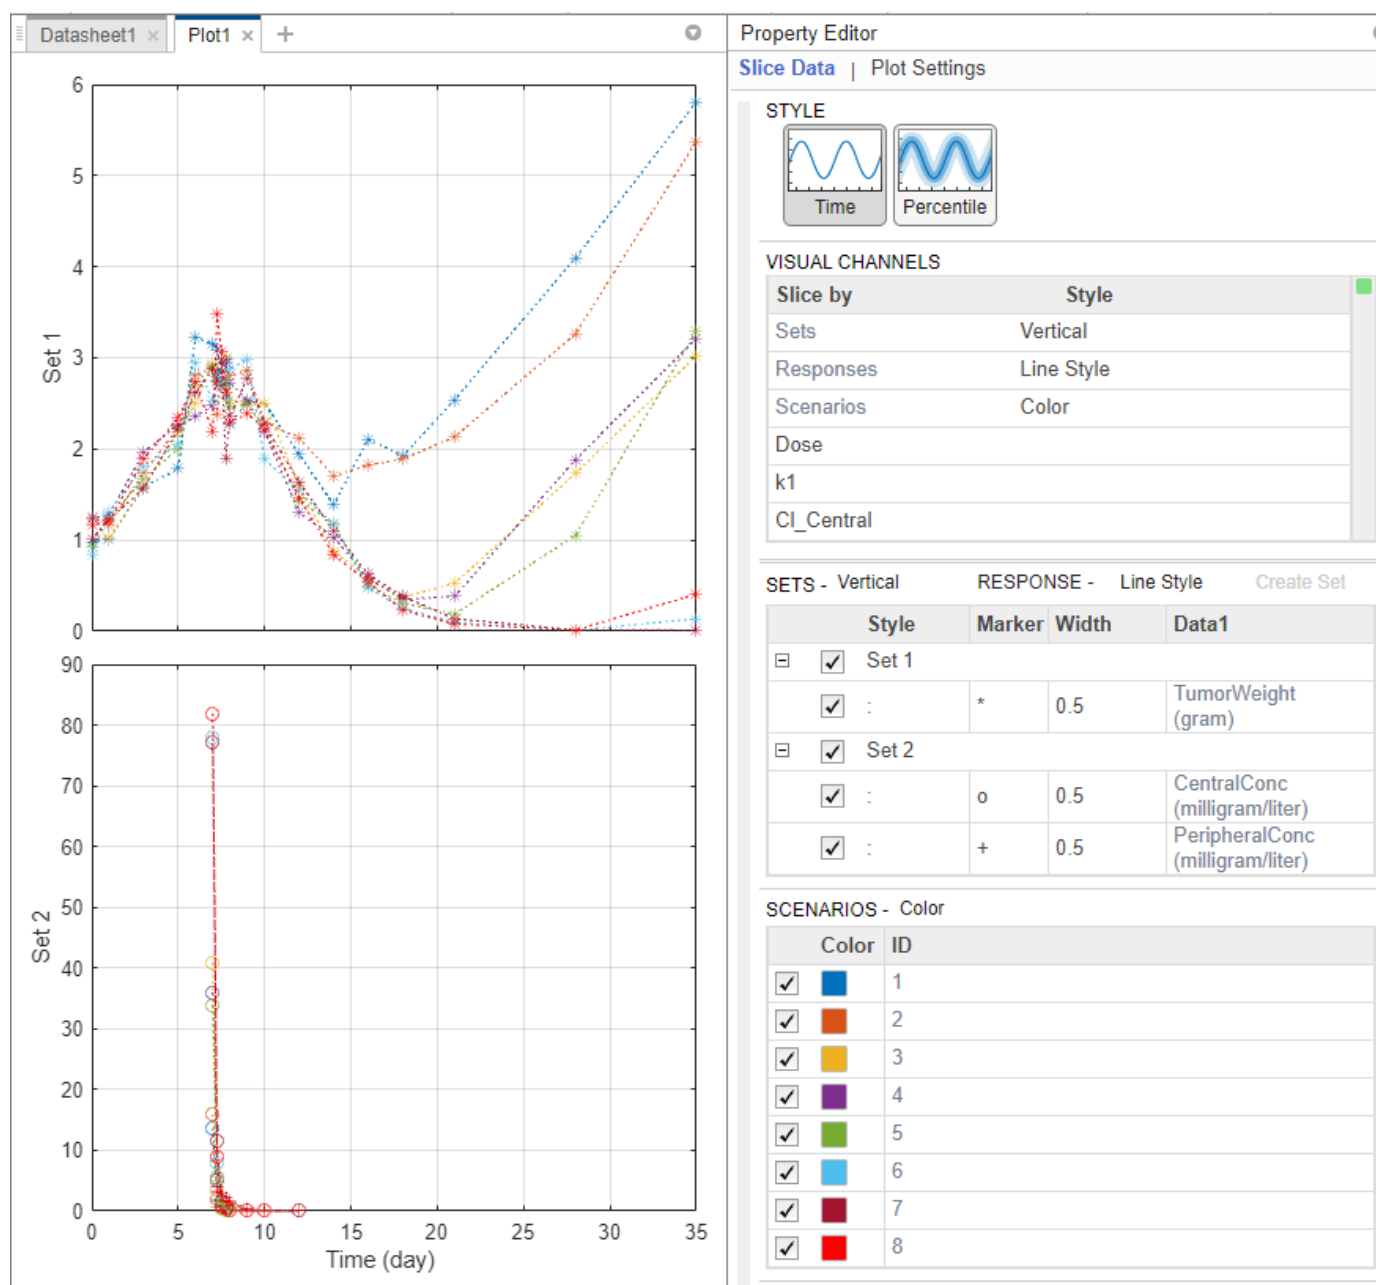 Datasheet1 × Plot1 × +
Property Editor
Slice Data | Plot Settings
STYLE
Time Percentile
VISUAL CHANNELS
Slice by Style
Sets Vertical
Responses Line Style
Scenarios Color
Dose
k1
Cl_Central
SETS - Vertical RESPONSE - Line Style Create Set
Style Marker Width Data1
Set 1
: * 0.5 TumorWeight
(gram)
Set 2
: o 0.5 CentralConc
(milligram/liter)
: + 0.5 PeripheralConc
(milligram/liter)
SCENARIOS - Color
Color ID
1
2
3
4
5
6
7
8
6
5
4
3
2
1
0
Set 1
90
80
70
60
50
40
30
20
10
0
Set 2
0 5 10 15 20 25 30 35
Time (day)